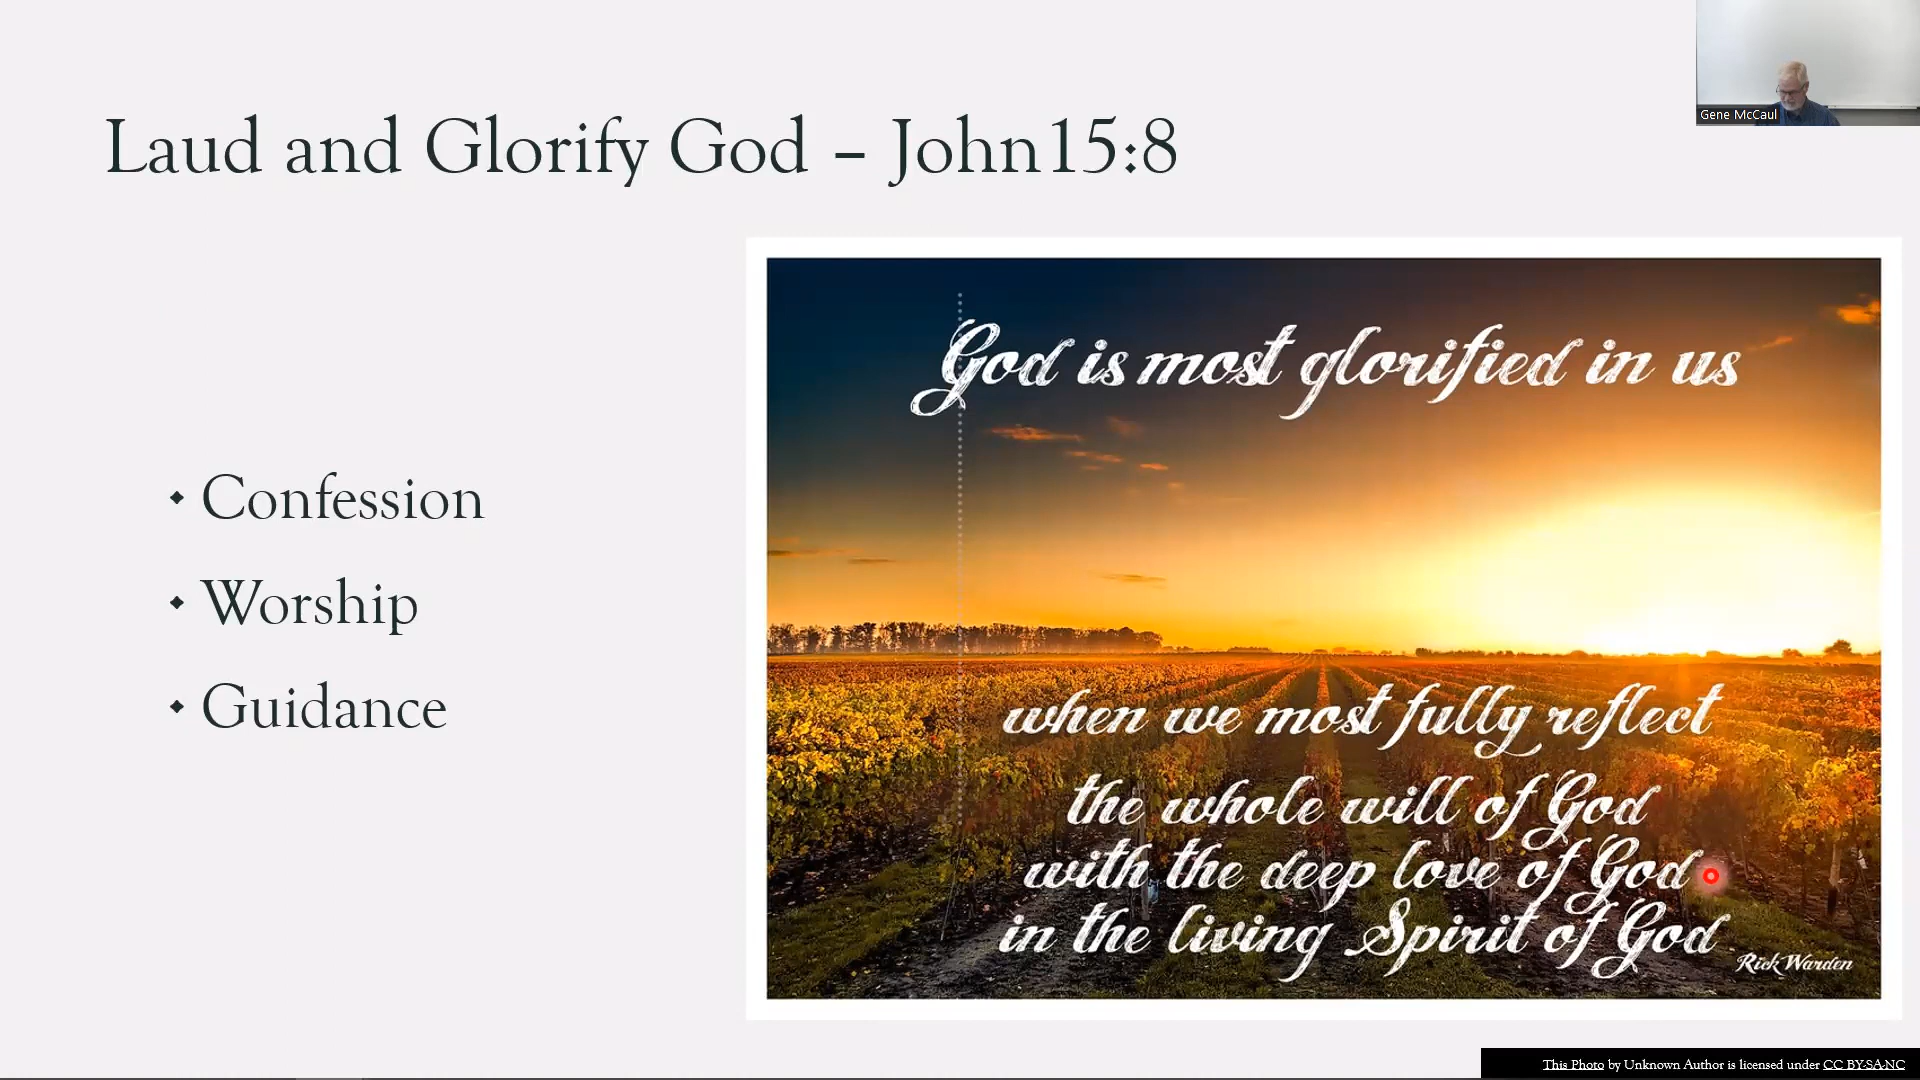 Laud and Glorify God – John15:8
Gene McCaul
God is most glorified in us
• Confession
• Worship
• Guidance
when we most fully reflect
the whole will of God
with the deep love of God
in the living Spirit of God
Rick Warden
This Photo by Unknown Author is licensed under CC BY-SA-NC